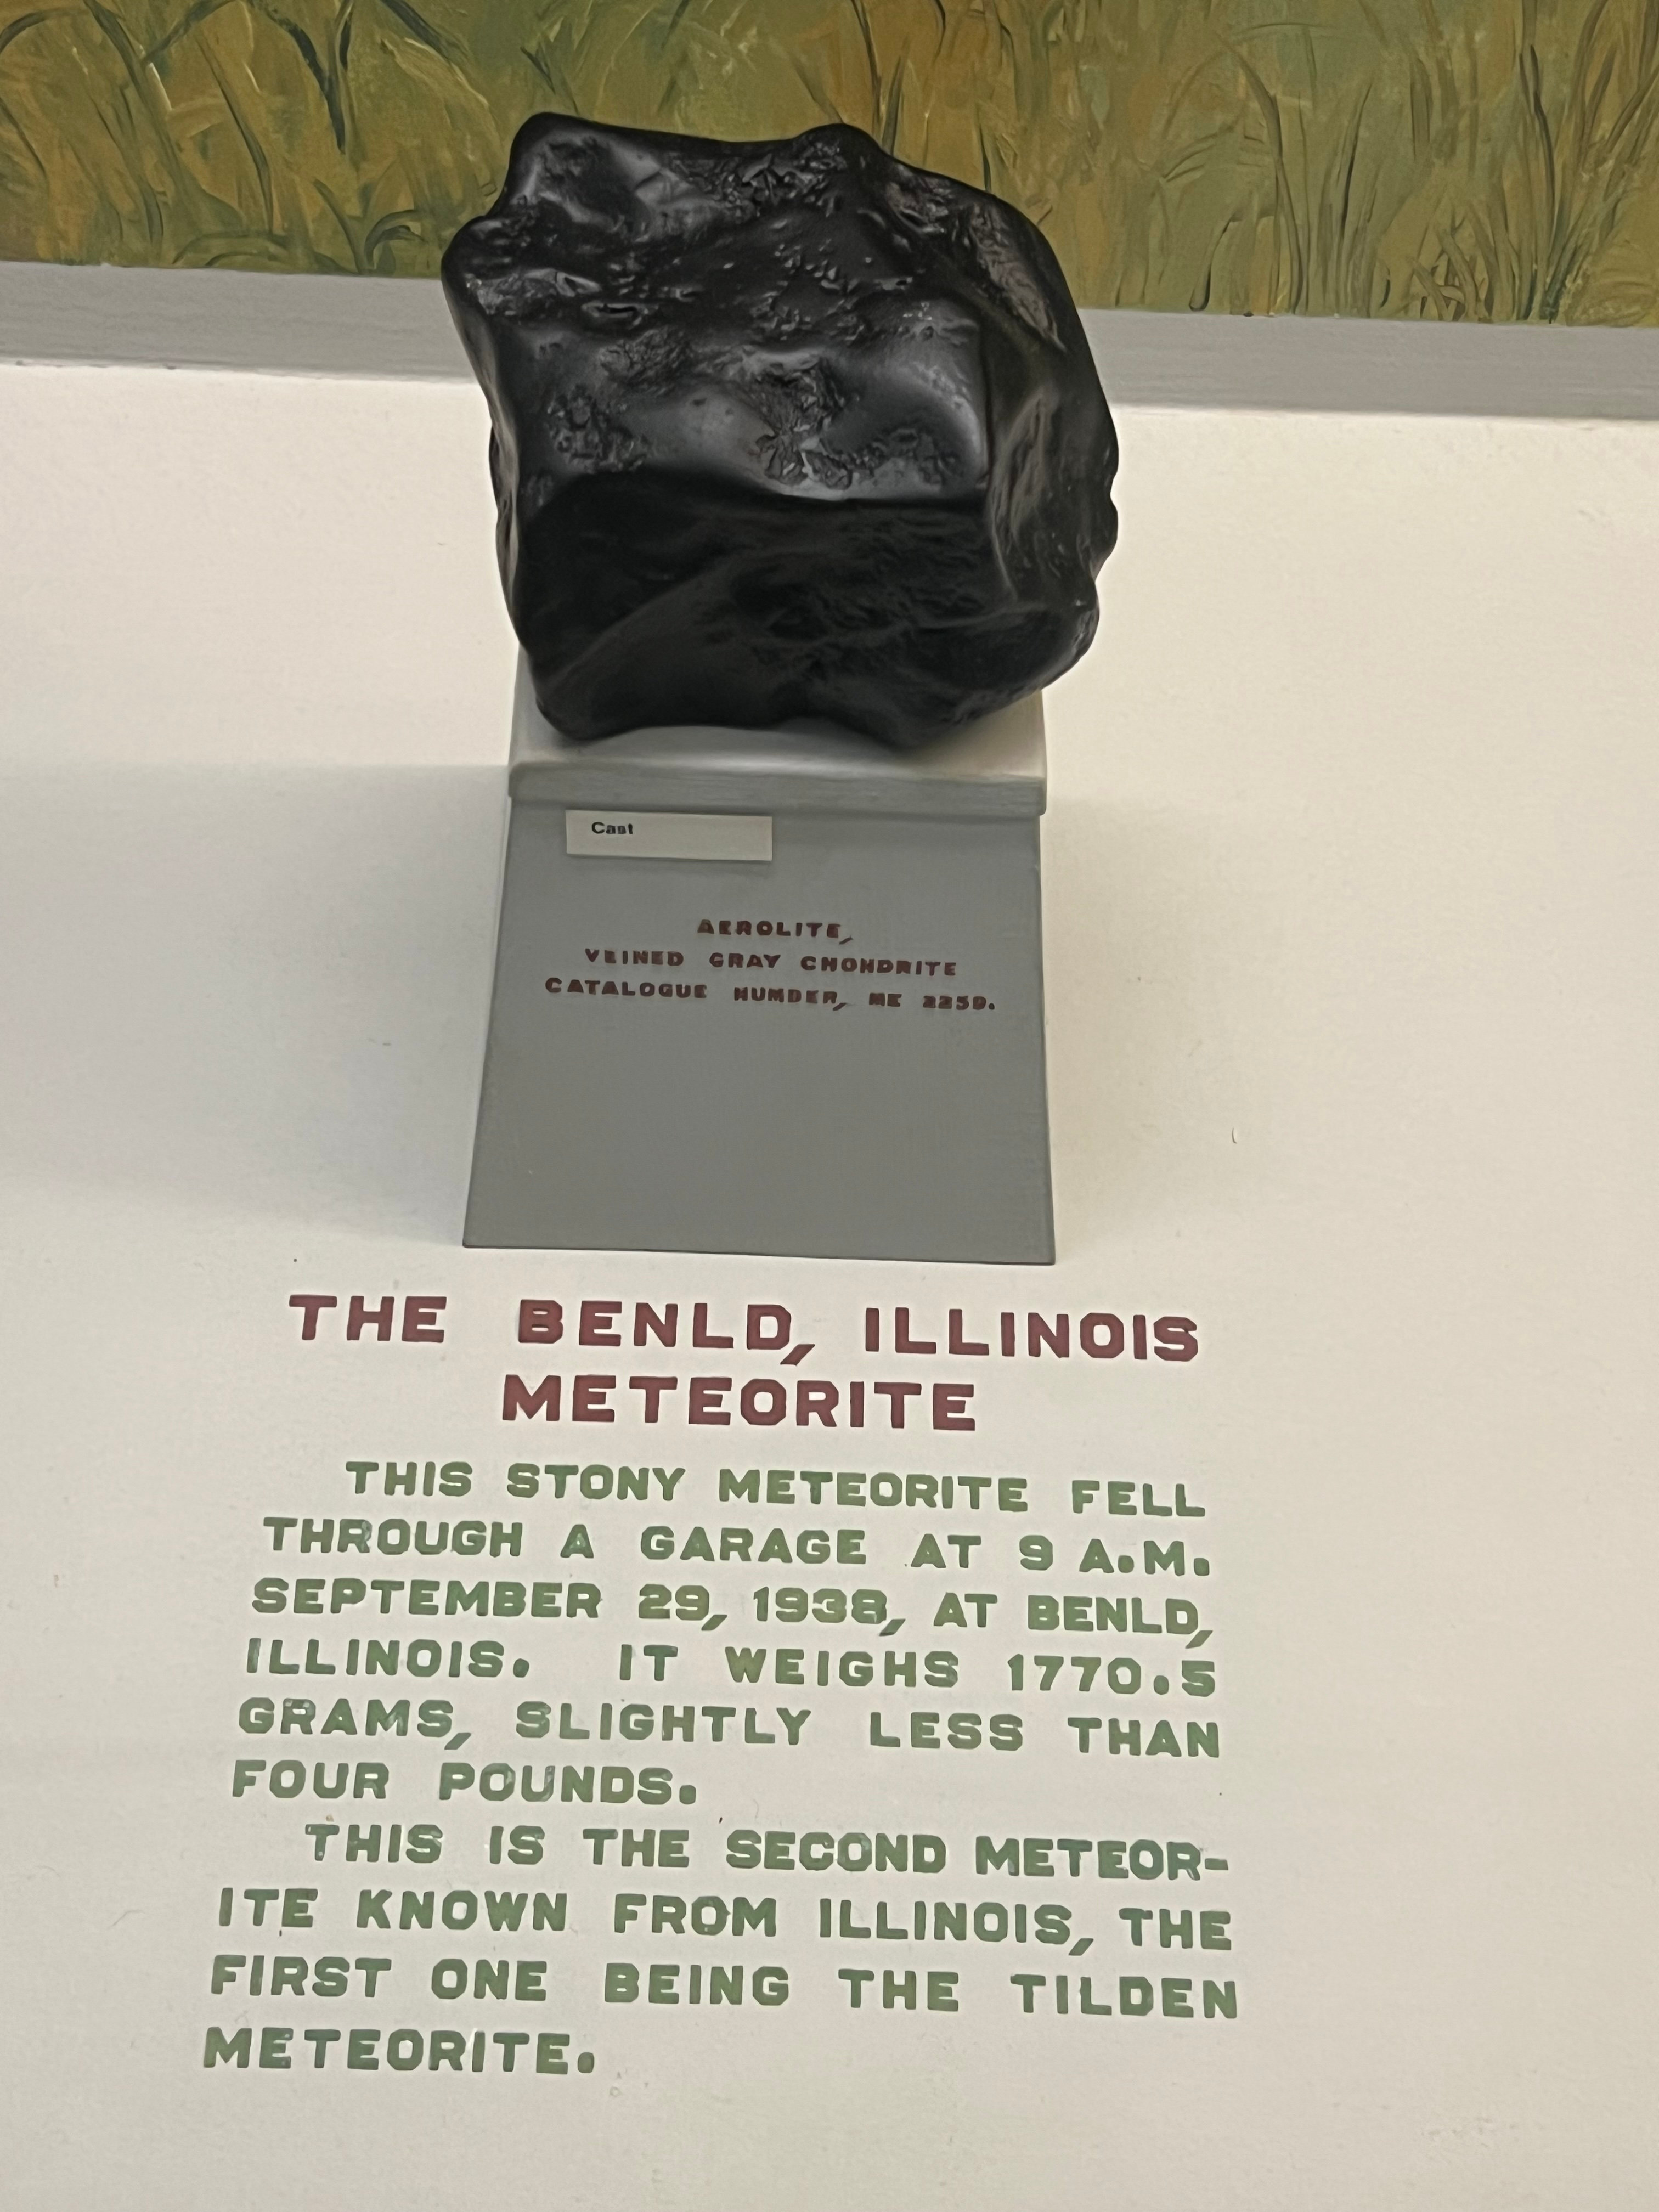 Cast
AEROLITE,
VEINED GRAY CHONDRITE
CATALOGUE NUMBER, ME 2259.
THE BENLD, ILLINOIS
METEORITE
THIS STONY METEORITE FELL
THROUGH A GARAGE AT 9 A.M.
SEPTEMBER 29, 1938, AT BENLD,
ILLINOIS. IT WEIGHS 1770.5
GRAMS, SLIGHTLY LESS THAN
FOUR POUNDS.
THIS IS THE SECOND METEOR-
ITE KNOWN FROM ILLINOIS, THE
FIRST ONE BEING THE TILDEN
METEORITE.